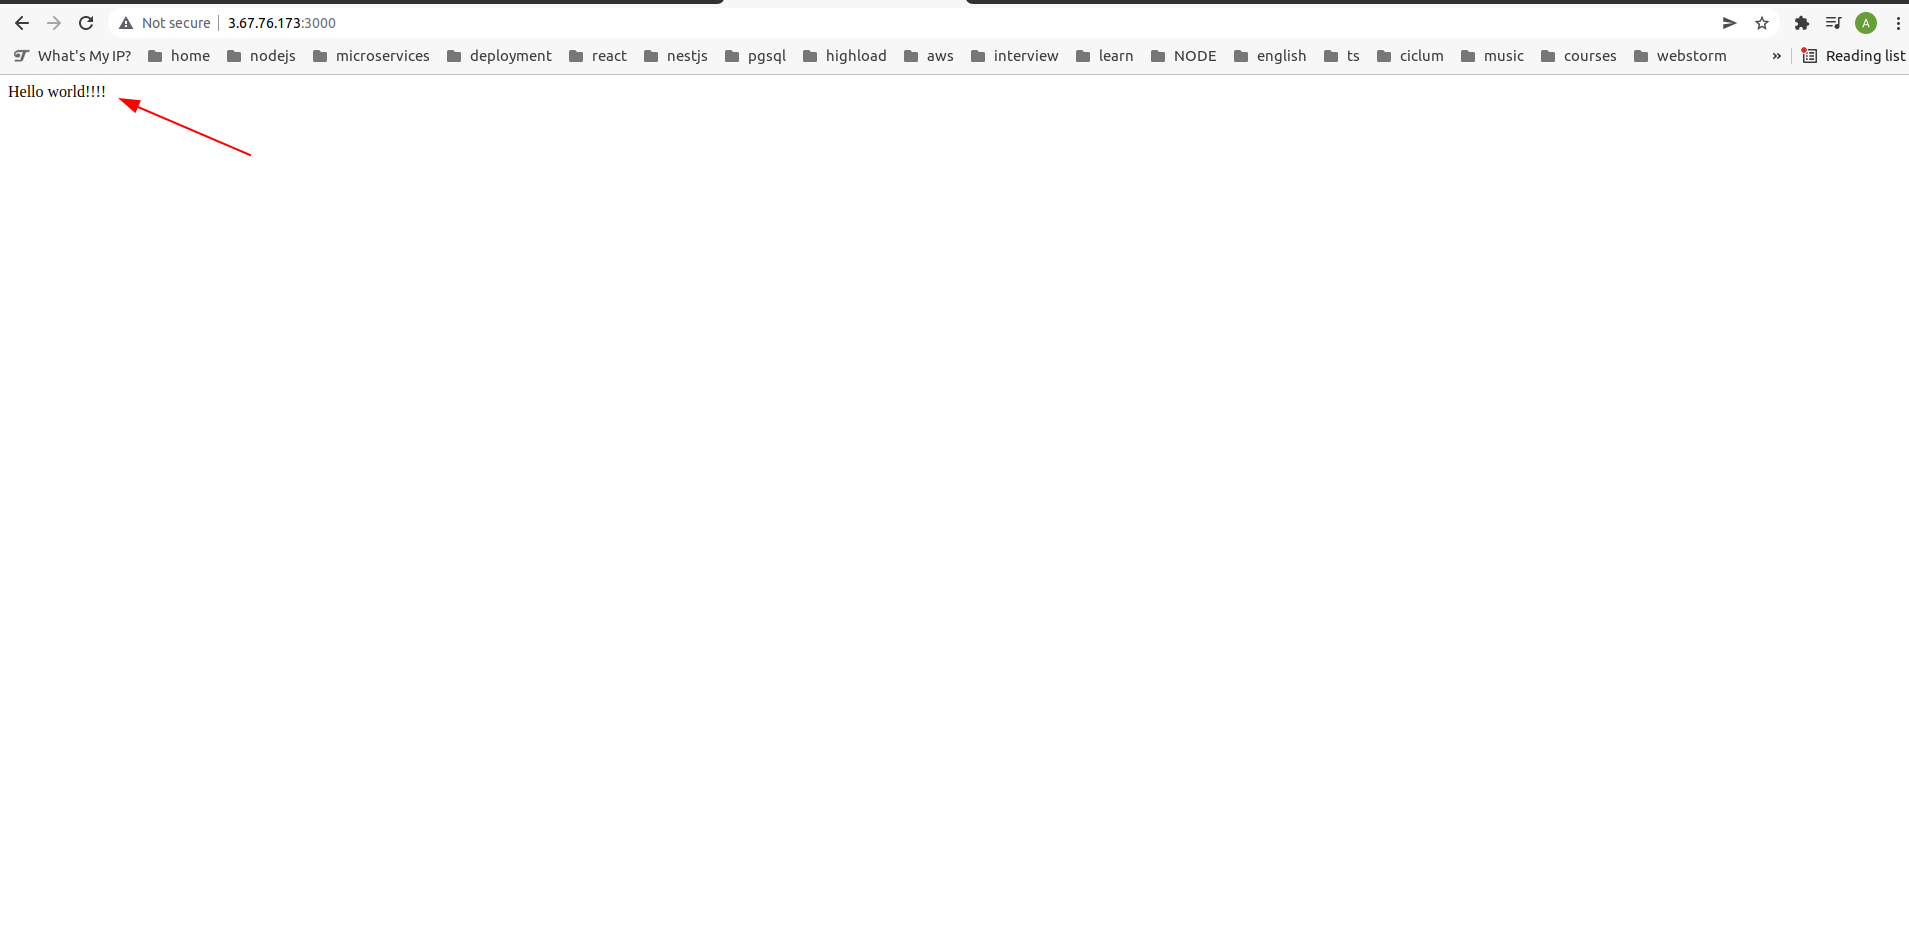 Not secure 3.67.76.173:3000 A
What's My IP? home nodejs microservices deployment react nestjs pgsql highload aws interview learn NODE english ts ciclum music courses webstorm » Reading list
Hello world!!!!